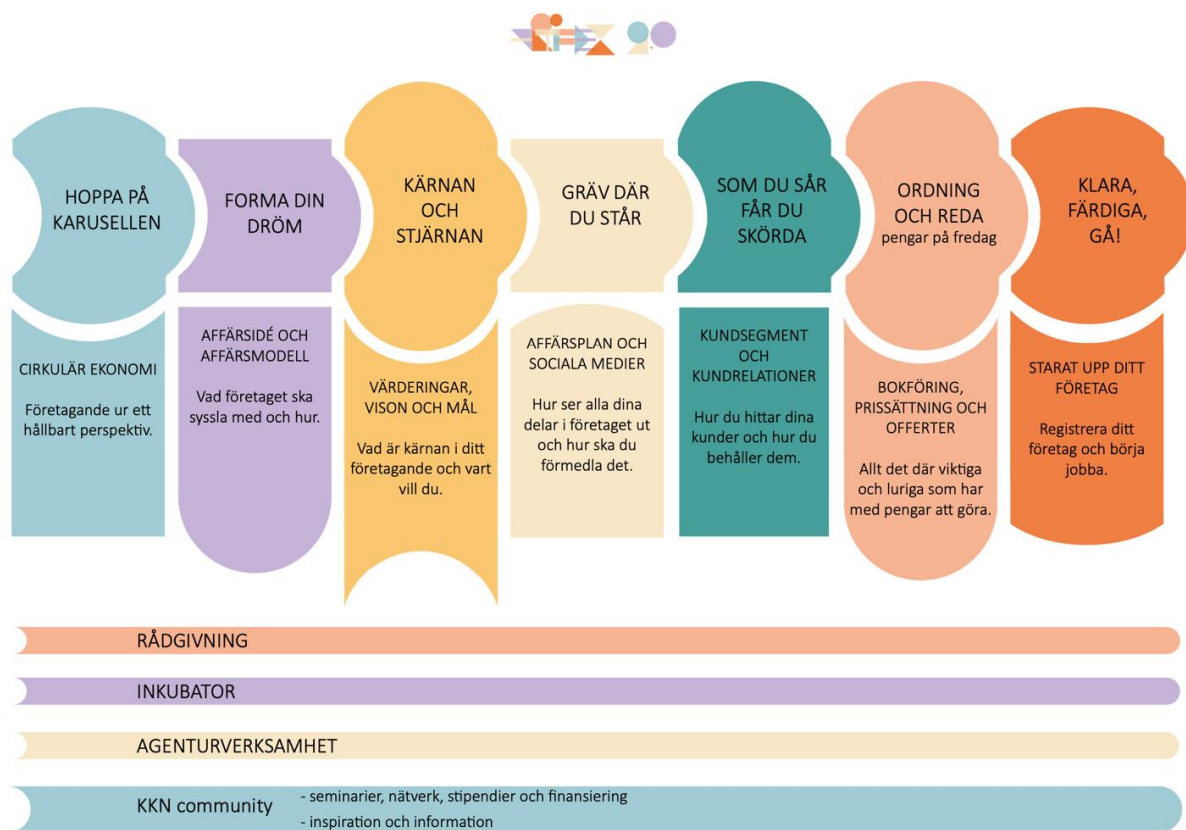 HOPPA PÅ
KARUSELLEN
FORMA DIN
DRÖM
KÄRNAN
OCH
STJÄRNAN
GRÄV DÄR
DU STÅR
SOM DU SÅR
FÅR DU
SKÖRDA
ORDNING
OCH REDA
pengar på fredag
KLARA,
FÄRDIGA,
GÅ!
CIRKULÄR EKONOMI
Företagande ur ett
hållbart perspektiv.
AFFÄRSIDÉ OCH
AFFÄRSMODELL
Vad företaget ska
syssla med och hur.
VÄRDERINGAR,
VISON OCH MÅL
Vad är kärnan i ditt
företagande och vart
vill du.
AFFÄRSPLAN OCH
SOCIALA MEDIER
Hur ser alla dina
delar i företaget ut
och hur ska du
förmedla det.
KUNDSEGMENT
OCH
KUNDRELATIONER
Hur du hittar dina
kunder och hur du
behåller dem.
BOKFÖRING,
PRISSÄTTNING OCH
OFFERTER
Allt det där viktiga
och luriga som har
med pengar att göra.
STARAT UPP DITT
FÖRETAG
Registrera ditt
företag och börja
jobba.
RÅDGIVNING
INKUBATOR
AGENTURVERKSAMHET
KKN community
- seminarier, nätverk, stipendier och finansiering
- inspiration och information